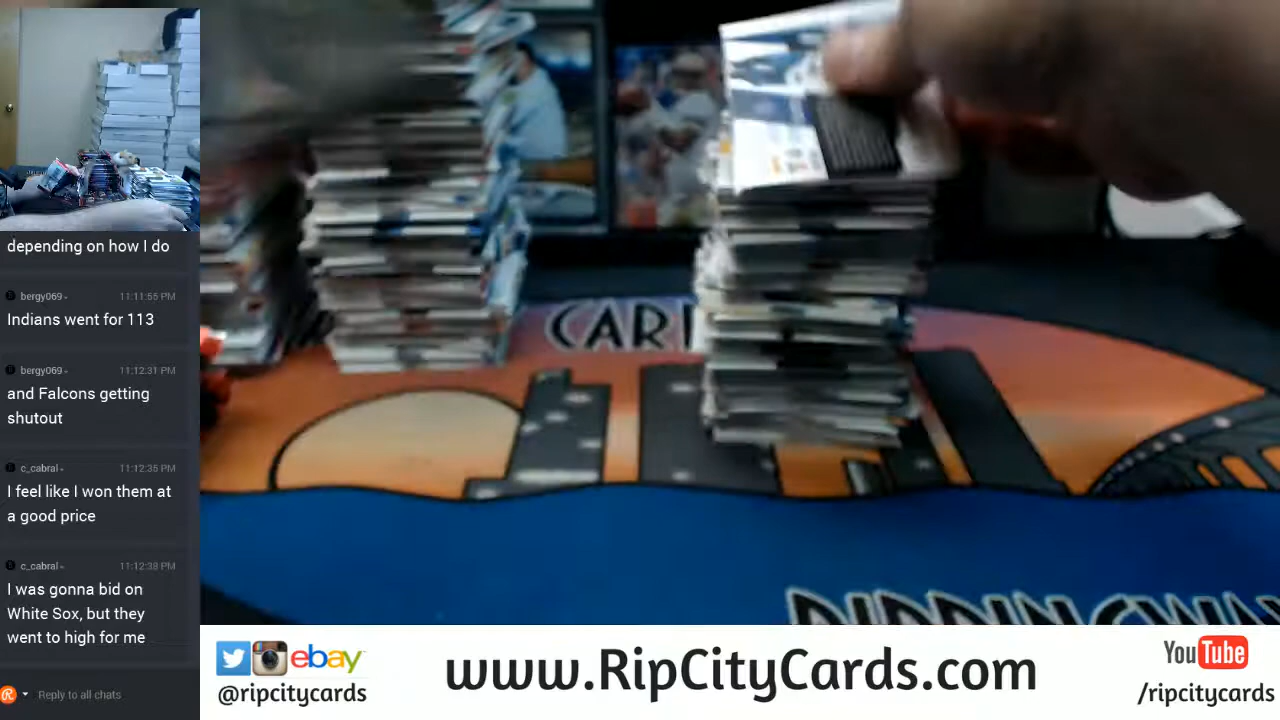 depending on how I do
bergy069
11:11:55 PM
Indians went for 113
bergy069
11:12:31 PM
and Falcons getting
shutout
c_cabral
11:12:35 PM
I feel like I won them at
a good price
c_cabral
11:12:38 PM
I was gonna bid on
White Sox, but they
went to high for me
Reply to all chats
ebay
@ripcitycards
www.RipCityCards.com
YouTube
/ripcitycards